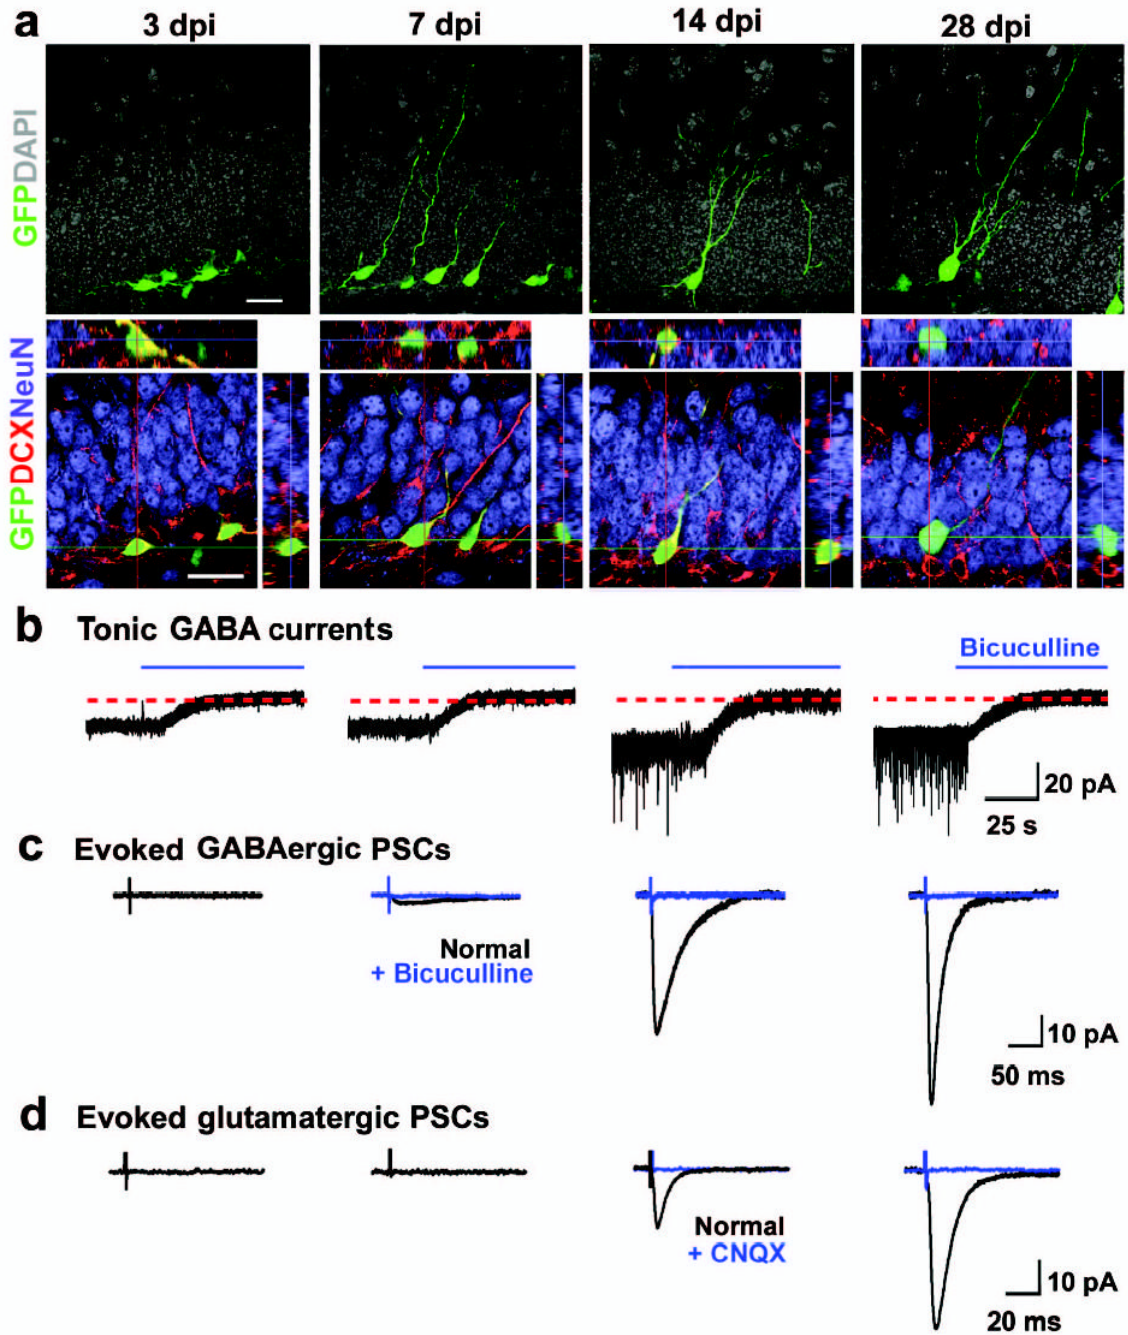 a
3 dpi
7 dpi
14 dpi
28 dpi
GFPDAPI
GFPDCXNeuN
b
Tonic GABA currents
Bicuculline
20 pA
25 s
c
Evoked GABAergic PSCs
Normal
+ Bicuculline
10 pA
50 ms
d
Evoked glutamatergic PSCs
Normal
+ CNQX
10 pA
20 ms